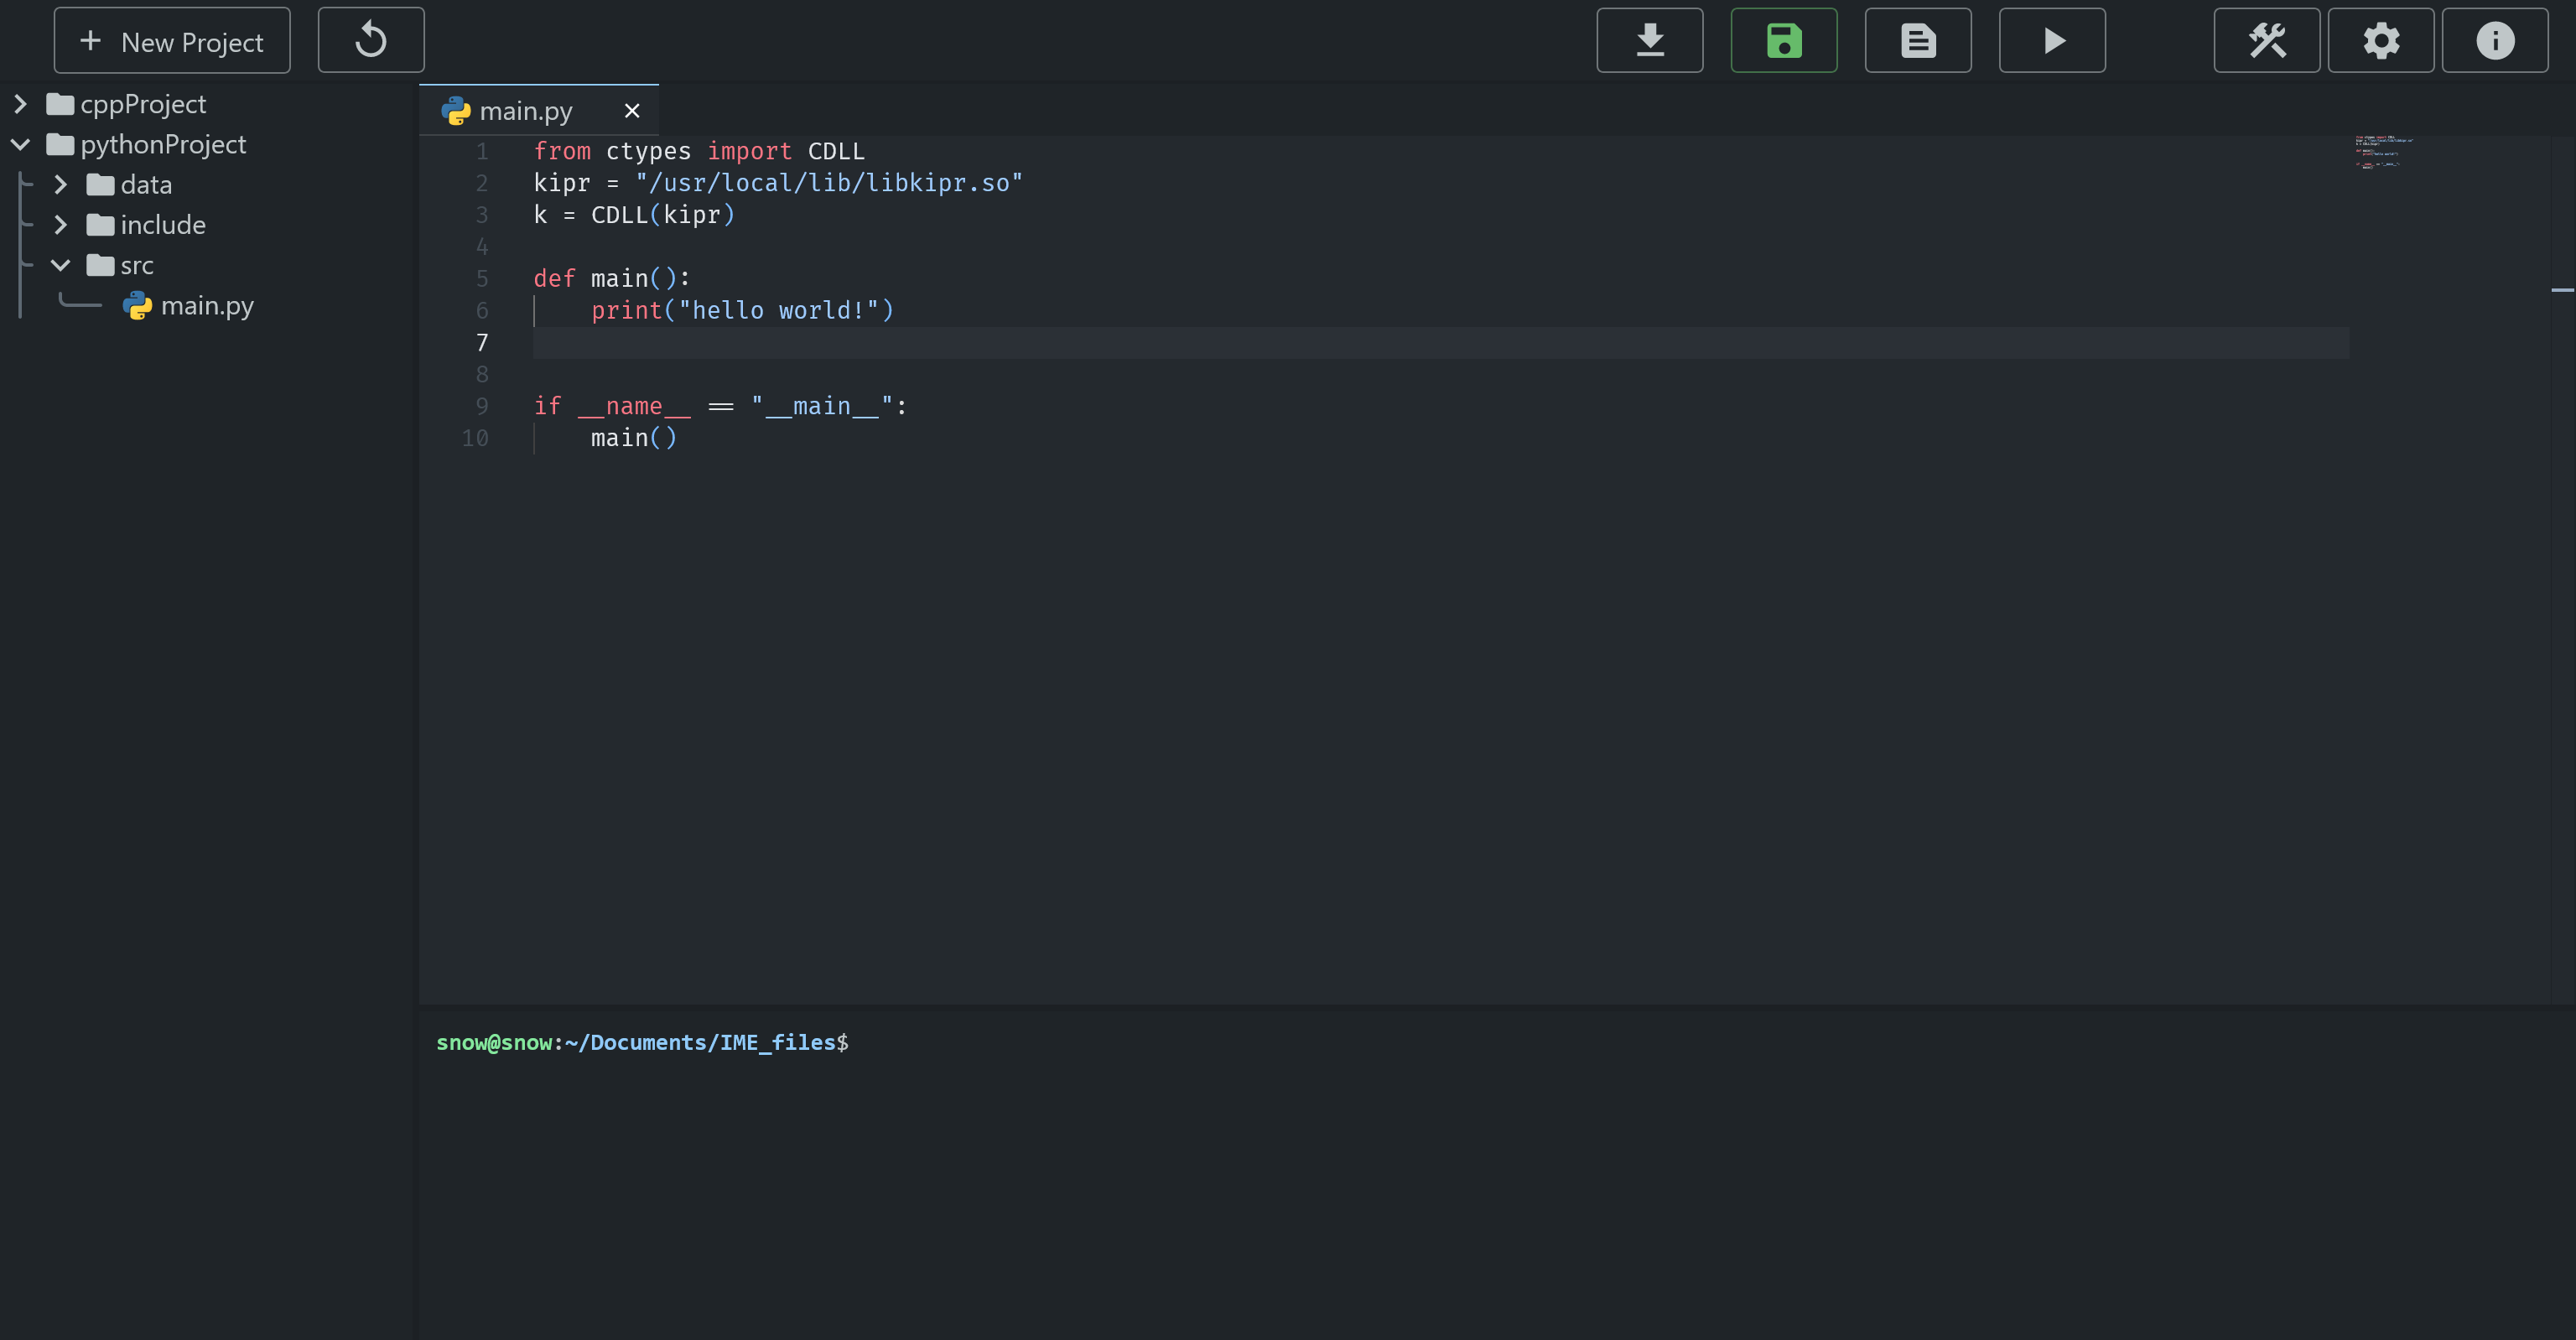 New Project
cppProject
pythonProject
data
include
src
main.py
main.py
1 from ctypes import CDLL
2 kipr = "/usr/local/lib/libkipr.so"
3 k = CDLL(kipr)
4
5 def main():
6     print("hello world!")
7
8
9 if __name__ == "__main__":
10     main()
snow@snow:~/Documents/IME_files$